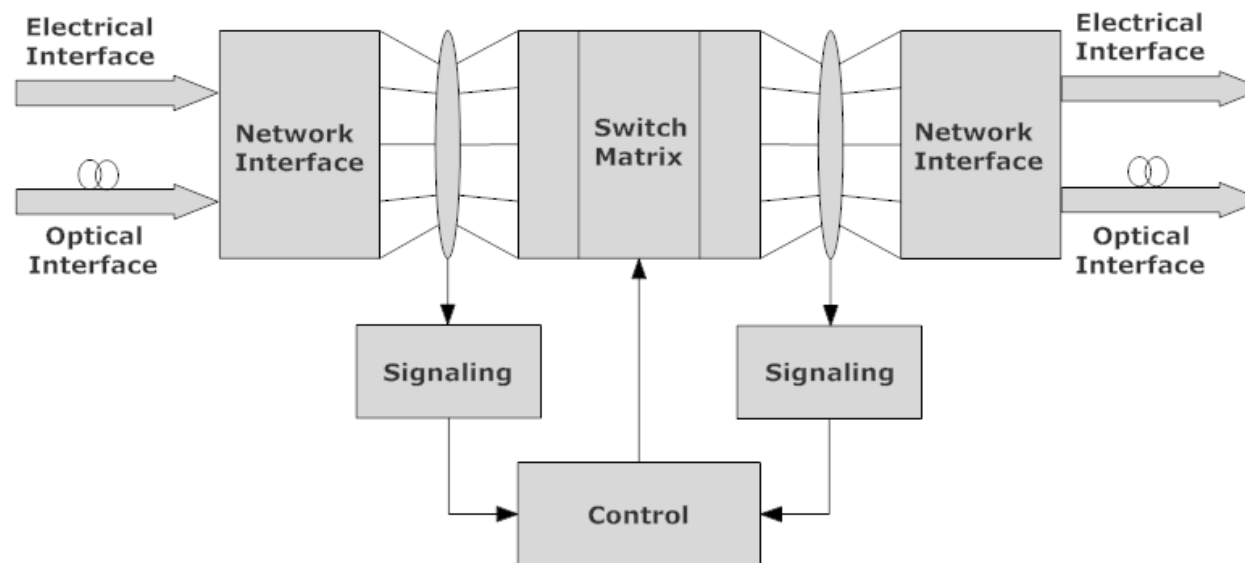 Electrical
Interface
Electrical
Interface
Network
Interface
Switch
Matrix
Network
Interface
Optical
Interface
Optical
Interface
Signaling
Signaling
Control